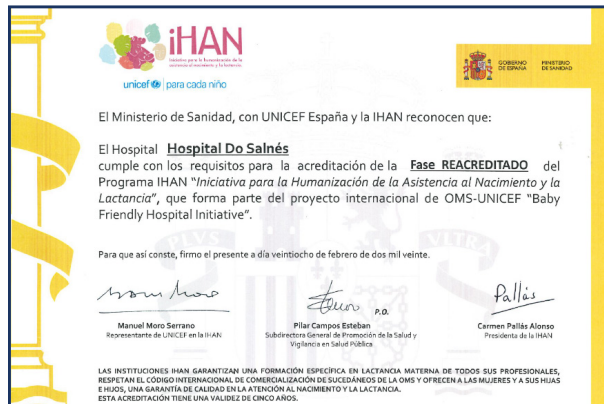 iHAN
Iniciativa para la humanización de la
asistencia al nacimiento y la lactancia
unicef para cada niño
GOBIERNO DE ESPAÑA
MINISTERIO DE SANIDAD
El Ministerio de Sanidad, con UNICEF España y la IHAN reconocen que:
El Hospital Hospital Do Salnés
cumple con los requisitos para la acreditación de la Fase REACREDITADO del
Programa IHAN "Iniciativa para la Humanización de la Asistencia al Nacimiento y la
Lactancia", que forma parte del proyecto internacional de OMS-UNICEF "Baby
Friendly Hospital Initiative".
PLVS VLTRA
Para que así conste, firmo el presente a día veintiocho de febrero de dos mil veinte.
P.O. Pallás
Manuel Moro Serrano
Representante de UNICEF en la IHAN
Pilar Campos Esteban
Subdirectora General de Promoción de la Salud y
Vigilancia en Salud Pública
Carmen Pallás Alonso
Presidenta de la IHAN
LAS INSTITUCIONES IHAN GARANTIZAN UNA FORMACIÓN ESPECÍFICA EN LACTANCIA MATERNA DE TODOS SUS PROFESIONALES,
RESPETAN EL CÓDIGO INTERNACIONAL DE COMERCIALIZACIÓN DE SUCEDÁNEOS DE LA OMS Y OFRECEN A LAS MUJERES Y A SUS HIJAS
E HIJOS, UNA GARANTÍA DE CALIDAD EN LA ATENCIÓN AL NACIMIENTO Y LA LACTANCIA.
ESTA ACREDITACIÓN TIENE UNA VALIDEZ DE CINCO AÑOS.